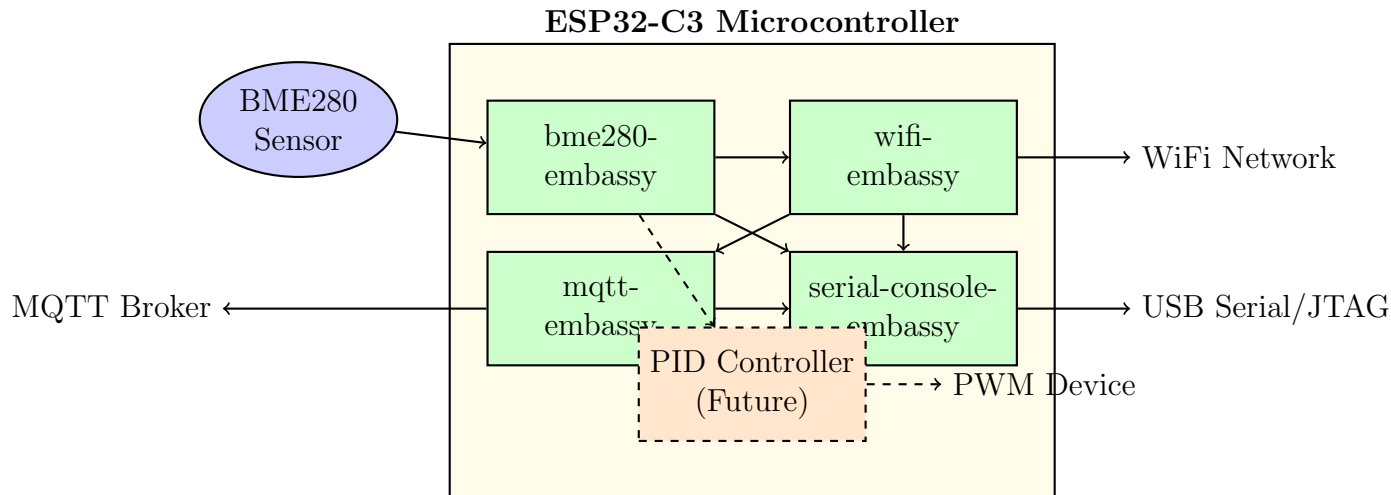 ESP32-C3 Microcontroller
BME280
Sensor
bme280-
embassy
wifi-
embassy
WiFi Network
MQTT Broker
mqtt-
embassy
serial-console-
embassy
USB Serial/JTAG
PID Controller
(Future)
PWM Device